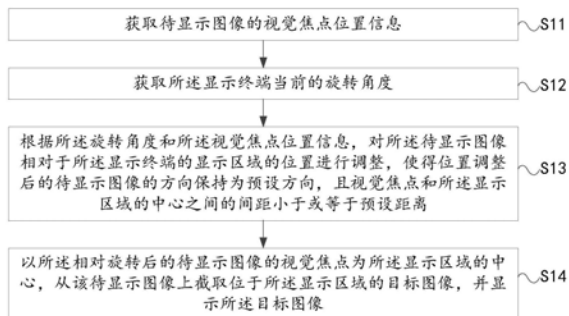 获取待显示图像的视觉焦点位置信息
S11
获取所述显示终端当前的旋转角度
S12
根据所述旋转角度和所述视觉焦点位置信息，对所述待显示图像
相对于所述显示终端的显示区域的位置进行调整，使得位置调整
后的待显示图像的方向保持为预设方向，且视觉焦点和所述显示
区域的中心之间的间距小于或等于预设距离
S13
以所述相对旋转后的待显示图像的视觉焦点为所述显示区域的中
心，从该待显示图像上截取位于所述显示区域的目标图像，并显
示所述目标图像
S14